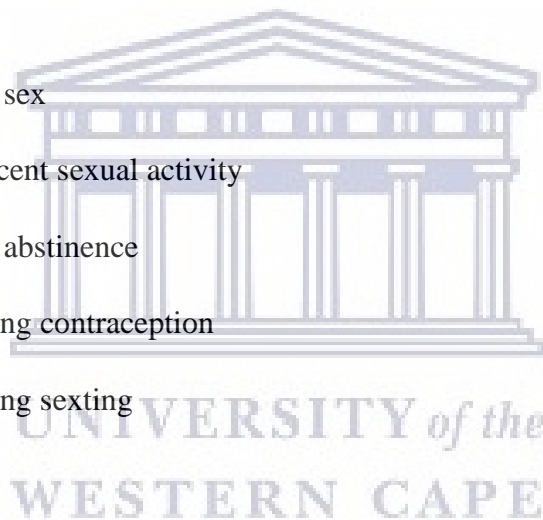 sex
cent sexual activity
abstinence
ng contraception
ng sexting
UNIVERSITY of the
WESTERN CAPE